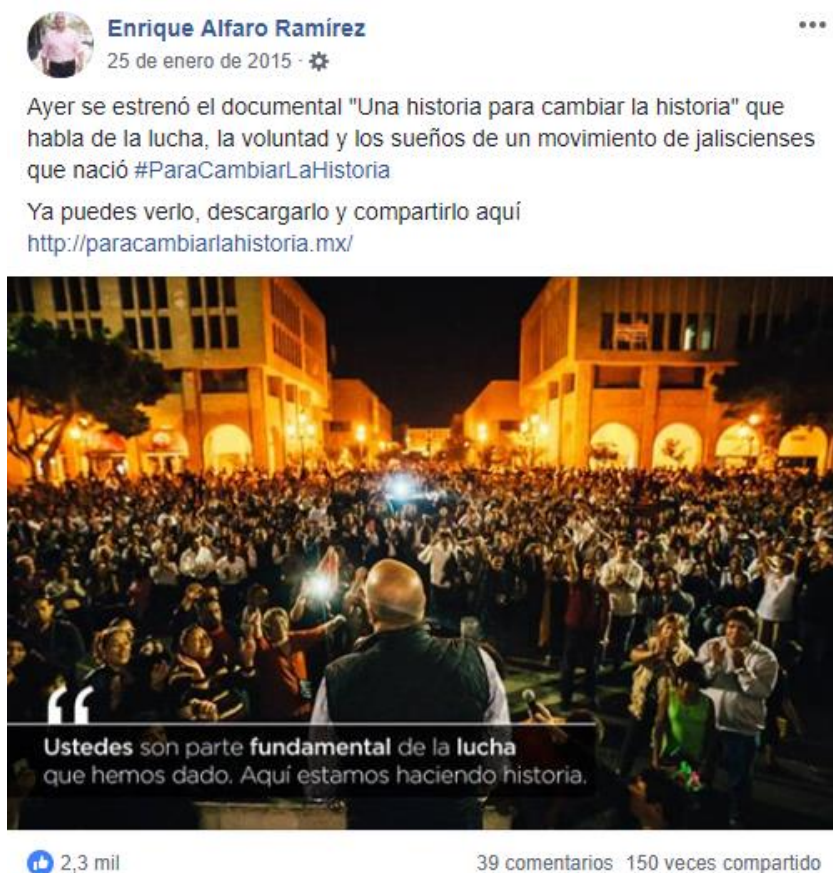 Enrique Alfaro Ramírez
25 de enero de 2015 ·
Ayer se estrenó el documental "Una historia para cambiar la historia" que
habla de la lucha, la voluntad y los sueños de un movimiento de jaliscienses
que nació #ParaCambiarLaHistoria
Ya puedes verlo, descargarlo y compartirlo aquí
http://paracambiarlahistoria.mx/
“
Ustedes son parte fundamental de la lucha
que hemos dado. Aquí estamos haciendo historia.
2,3 mil
39 comentarios 150 veces compartido